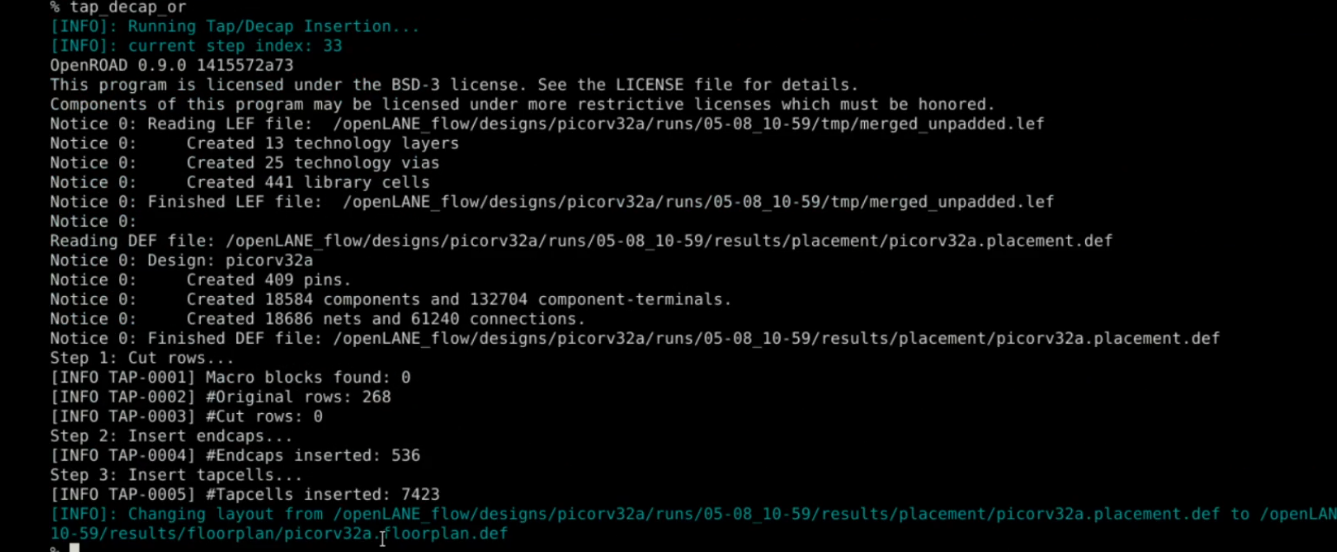 % tap_decap_or
[INFO]: Running Tap/Decap Insertion...
[INFO]: current step index: 33
OpenROAD 0.9.0 1415572a73
This program is licensed under the BSD-3 license. See the LICENSE file for details.
Components of this program may be licensed under more restrictive licenses which must be honored.
Notice 0: Reading LEF file:  /openLANE_flow/designs/picorv32a/runs/05-08_10-59/tmp/merged_unpadded.lef
Notice 0:     Created 13 technology layers
Notice 0:     Created 25 technology vias
Notice 0:     Created 441 library cells
Notice 0: Finished LEF file:  /openLANE_flow/designs/picorv32a/runs/05-08_10-59/tmp/merged_unpadded.lef
Notice 0:
Reading DEF file: /openLANE_flow/designs/picorv32a/runs/05-08_10-59/results/placement/picorv32a.placement.def
Notice 0: Design: picorv32a
Notice 0:     Created 409 pins.
Notice 0:     Created 18584 components and 132704 component-terminals.
Notice 0:     Created 18686 nets and 61240 connections.
Notice 0: Finished DEF file: /openLANE_flow/designs/picorv32a/runs/05-08_10-59/results/placement/picorv32a.placement.def
Step 1: Cut rows...
[INFO TAP-0001] Macro blocks found: 0
[INFO TAP-0002] #Original rows: 268
[INFO TAP-0003] #Cut rows: 0
Step 2: Insert endcaps...
[INFO TAP-0004] #Endcaps inserted: 536
Step 3: Insert tapcells...
[INFO TAP-0005] #Tapcells inserted: 7423
[INFO]: Changing layout from /openLANE_flow/designs/picorv32a/runs/05-08_10-59/results/placement/picorv32a.placement.def to /openLAN
10-59/results/floorplan/picorv32a.floorplan.def
%